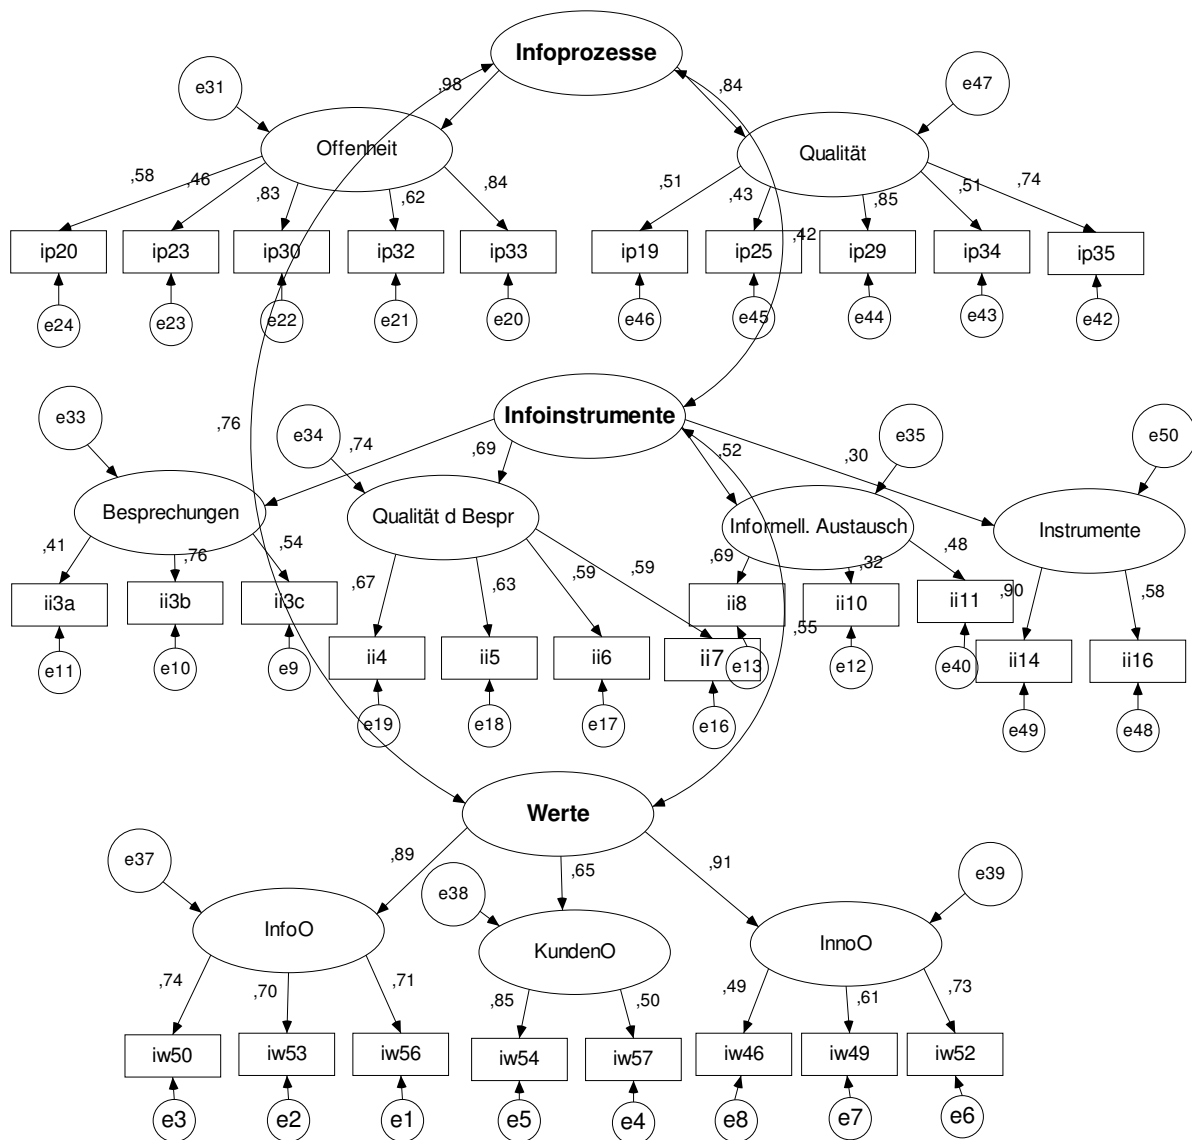 Infoprozesse
e31
,98
,84
e47
Offenheit
Qualität
,58
,46
,83
,62
,84
,51
,43
,85
,51
,74
ip20
ip23
ip30
ip32
ip33
ip19
ip25
,42
ip29
ip34
ip35
e24
e23
e22
e21
e20
e46
e45
e44
e43
e42
Infoinstrumente
e33
,76
e34
,74
,69
,52
,30
e35
e50
Besprechungen
Qualität d Bespr
Informell. Austausch
Instrumente
,41
,76
,54
,67
,63
,59
,59
,69
,32
,48
,90
,58
ii3a
ii3b
ii3c
ii8
ii10
ii11
,55
ii4
ii5
ii6
ii7
ii14
ii16
e11
e10
e9
e13
e12
e40
e19
e18
e17
e16
e49
e48
Werte
e37
,89
e38
,65
,91
e39
InfoO
KundenO
InnoO
,74
,70
,71
,85
,50
,49
,61
,73
iw50
iw53
iw56
iw54
iw57
iw46
iw49
iw52
e3
e2
e1
e5
e4
e8
e7
e6